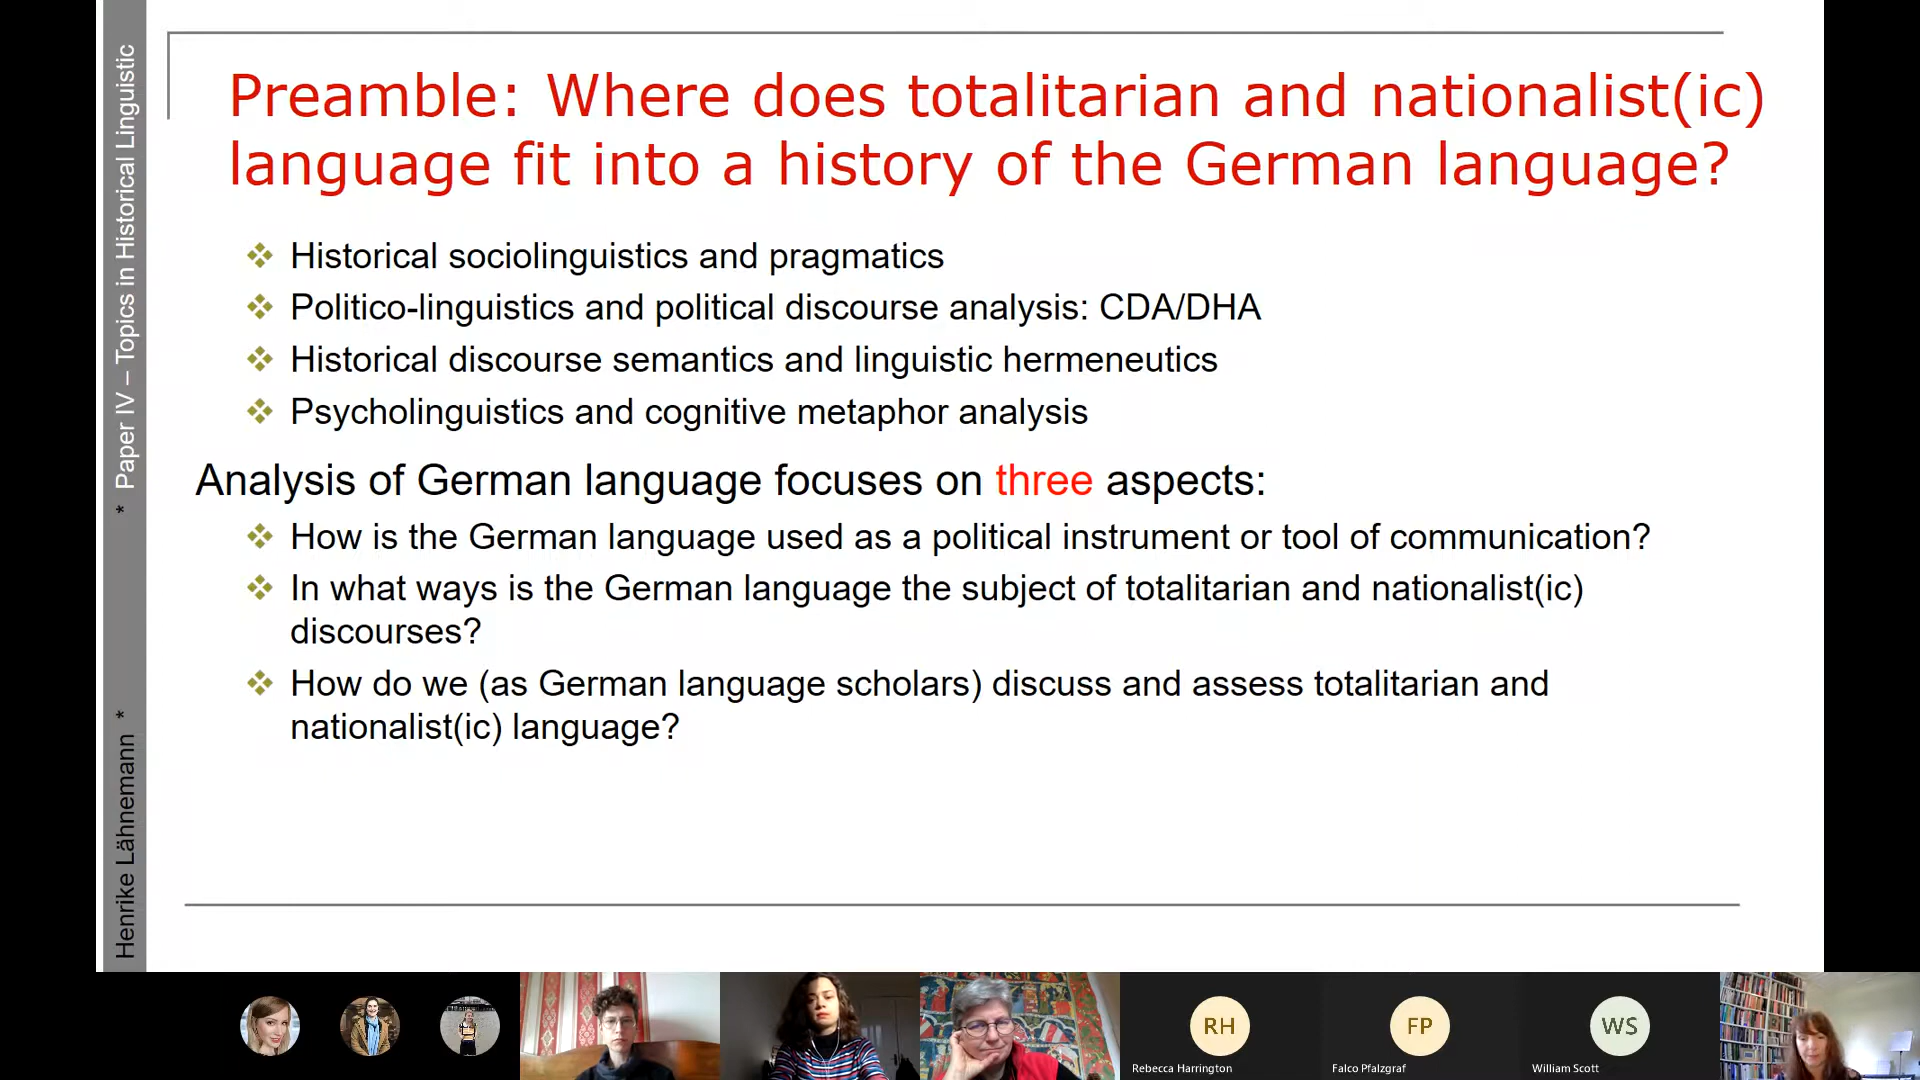 Henrike Lähnemann * * Paper IV – Topics in Historical Linguistic
Preamble: Where does totalitarian and nationalist(ic)
language fit into a history of the German language?
Historical sociolinguistics and pragmatics
Politico-linguistics and political discourse analysis: CDA/DHA
Historical discourse semantics and linguistic hermeneutics
Psycholinguistics and cognitive metaphor analysis
Analysis of German language focuses on three aspects:
How is the German language used as a political instrument or tool of communication?
In what ways is the German language the subject of totalitarian and nationalist(ic)
discourses?
How do we (as German language scholars) discuss and assess totalitarian and
nationalist(ic) language?
RH
Rebecca Harrington
FP
Falco Pfalzgraf
WS
William Scott